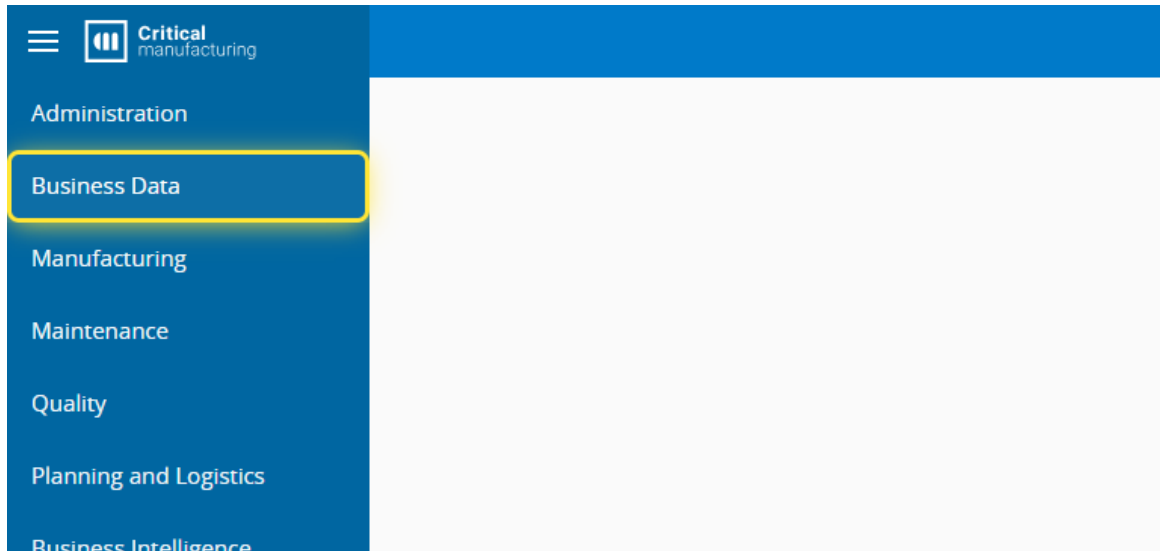 Critical
manufacturing
Administration
Business Data
Manufacturing
Maintenance
Quality
Planning and Logistics
Business Intelligence